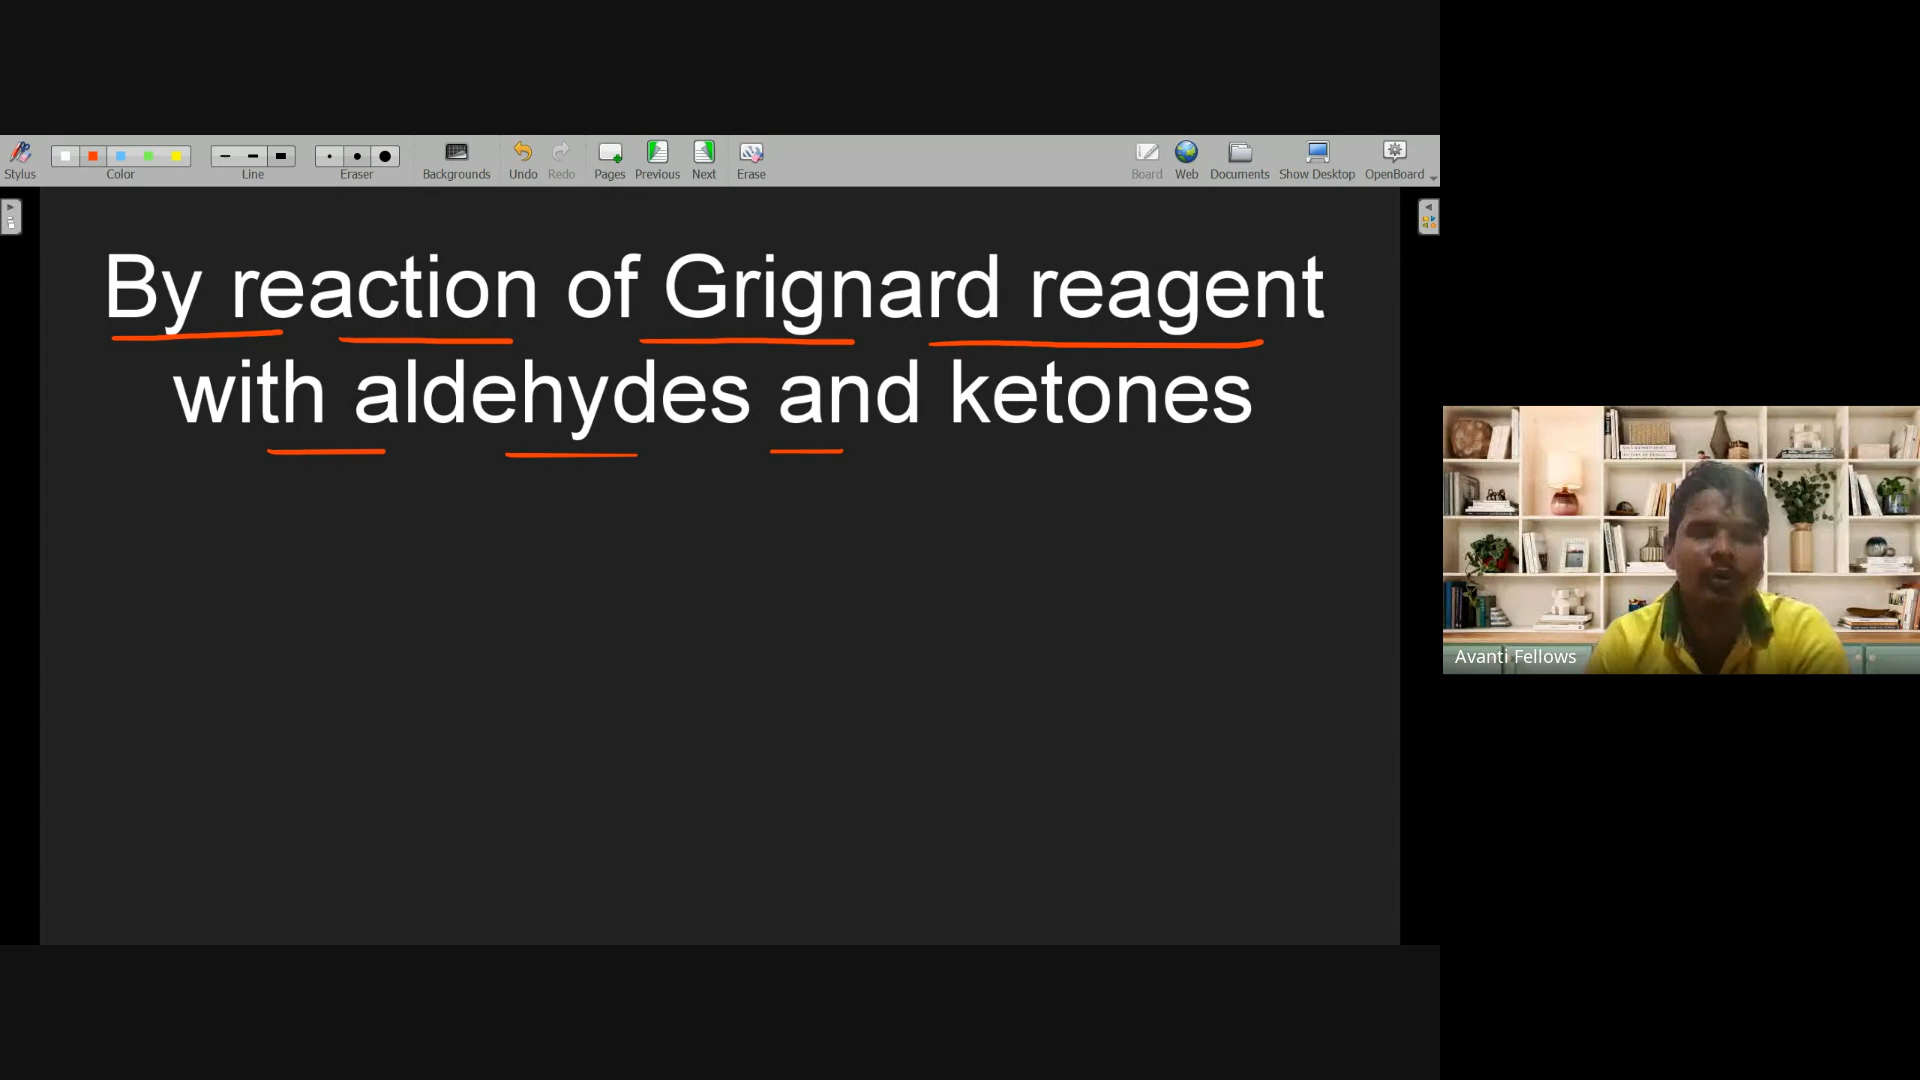 Stylus
Color
Line
Eraser
Backgrounds
Undo
Redo
Pages
Previous
Next
Erase
Board
Web
Documents
Show Desktop
OpenBoard
By reaction of Grignard reagent
with aldehydes and ketones
Avanti Fellows